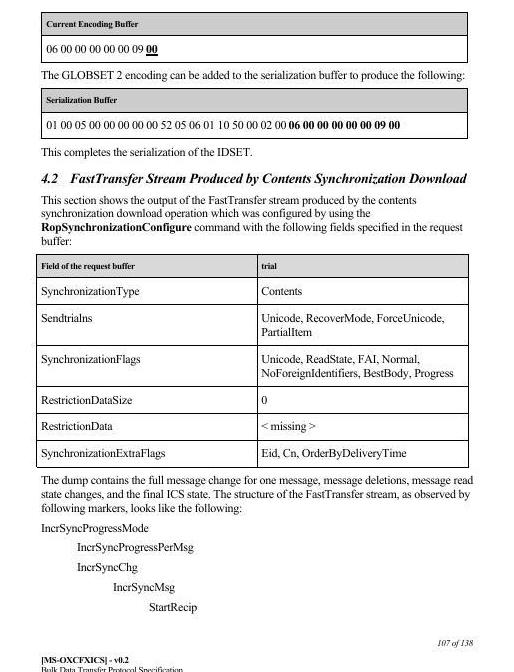 Current Encoding Buffer
06 00 00 00 00 00 09 00
The GLOBSET 2 encoding can be added to the serialization buffer to produce the following:
Serialization Buffer
01 00 05 00 00 00 00 00 52 05 06 01 10 50 00 02 00 06 00 00 00 00 00 09 00
This completes the serialization of the IDSET.
4.2 FastTransfer Stream Produced by Contents Synchronization Download
This section shows the output of the FastTransfer stream produced by the contents
synchronization download operation which was configured by using the
RopSynchronizationConfigure command with the following fields specified in the request
buffer:
Field of the request buffer trial
SynchronizationType Contents
Sendtrialns Unicode, RecoverMode, ForceUnicode,
PartialItem
SynchronizationFlags Unicode, ReadState, FAI, Normal,
NoForeignIdentifiers, BestBody, Progress
RestrictionDataSize 0
RestrictionData < missing >
SynchronizationExtraFlags Eid, Cn, OrderByDeliveryTime
The dump contains the full message change for one message, message deletions, message read
state changes, and the final ICS state. The structure of the FastTransfer stream, as observed by
following markers, looks like the following:
IncrSyncProgressMode
IncrSyncProgressPerMsg
IncrSyncChg
IncrSyncMsg
StartRecip
107 of 138
[MS-OXCFXICS] - v0.2
Bulk Data Transfer Protocol Specification